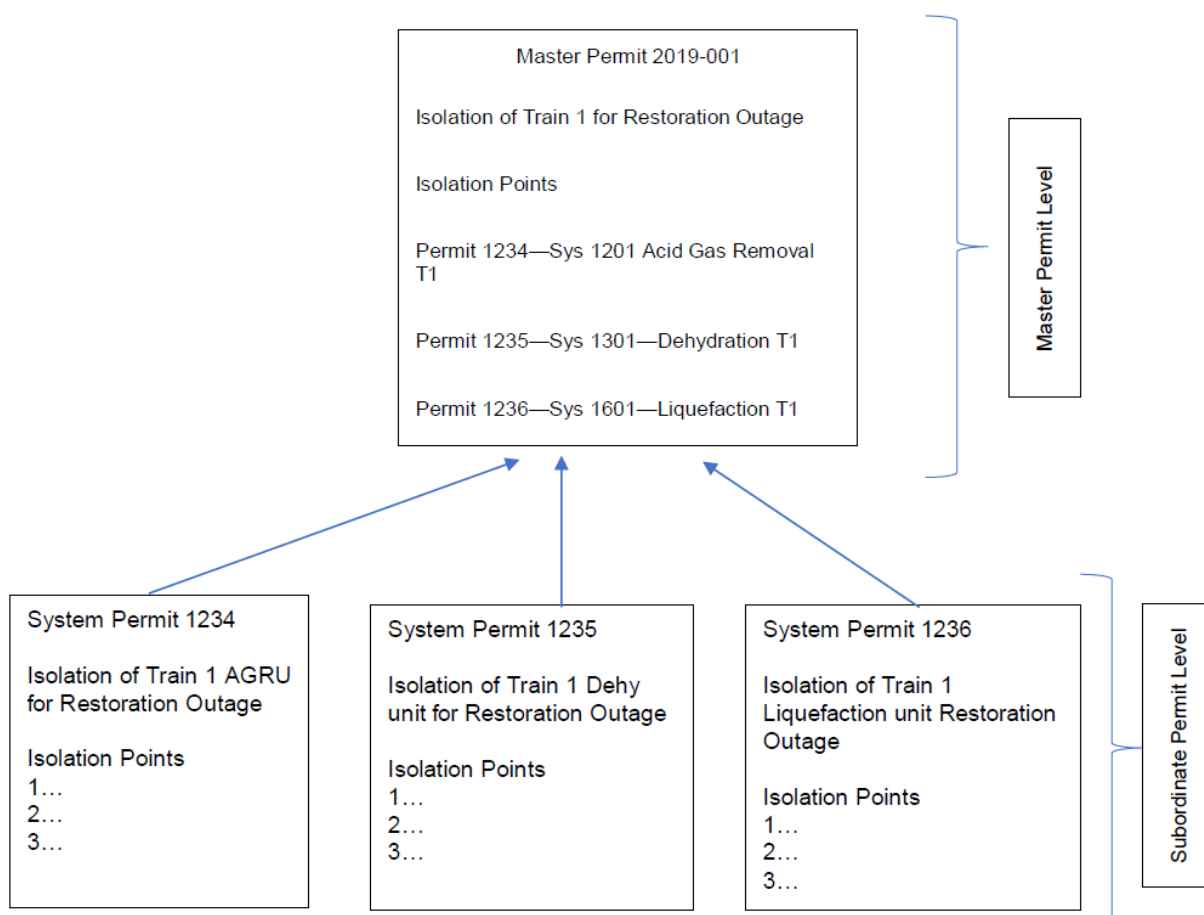 Master Permit 2019-001
Isolation of Train 1 for Restoration Outage
Isolation Points
Permit 1234—Sys 1201 Acid Gas Removal
T1
Permit 1235—Sys 1301—Dehydration T1
Permit 1236—Sys 1601—Liquefaction T1
Master Permit Level
System Permit 1234
Isolation of Train 1 AGRU
for Restoration Outage
Isolation Points
1…
2…
3…
System Permit 1235
Isolation of Train 1 Dehy
unit for Restoration Outage
Isolation Points
1…
2…
3…
System Permit 1236
Isolation of Train 1
Liquefaction unit Restoration
Outage
Isolation Points
1…
2…
3…
Subordinate Permit Level